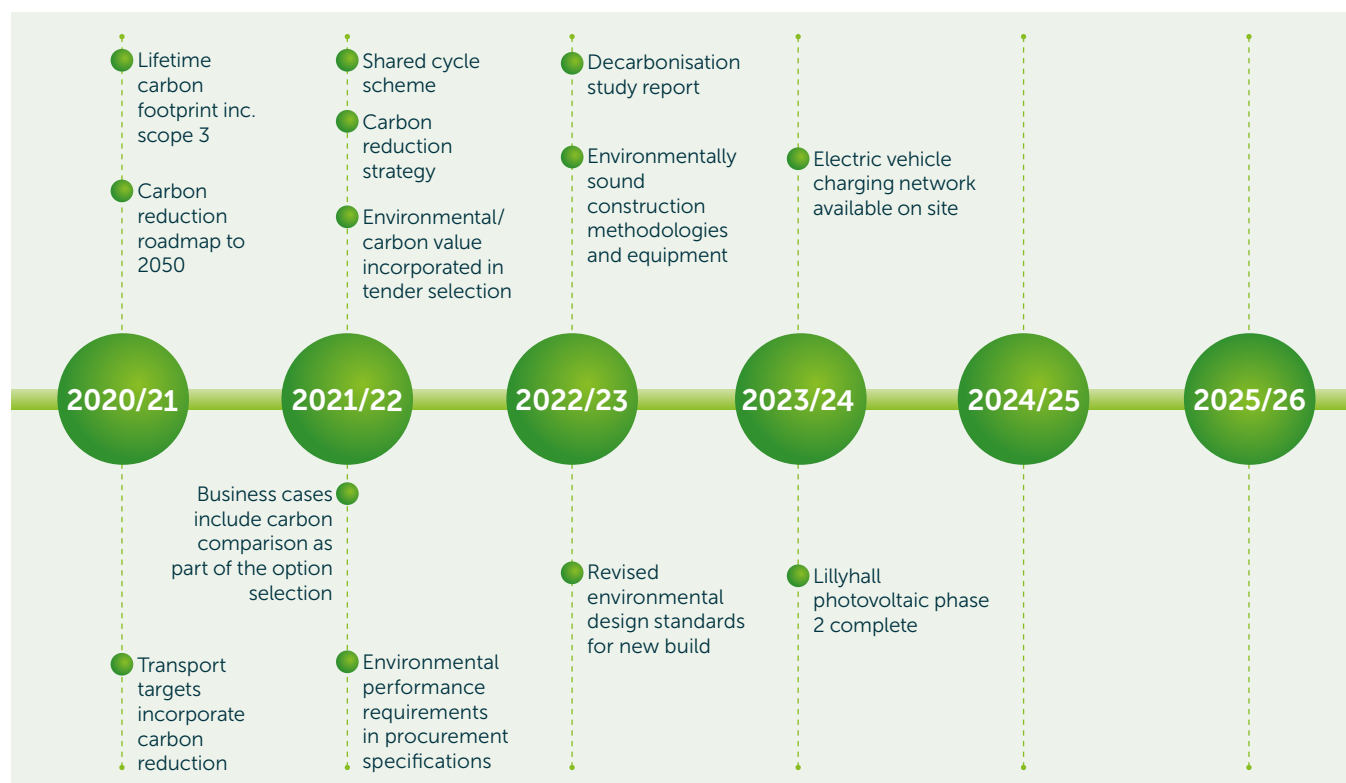 Lifetime
carbon
footprint inc.
scope 3
Carbon
reduction
roadmap to
2050
Shared cycle
scheme
Carbon
reduction
strategy
Environmental/
carbon value
incorporated in
tender selection
Decarbonisation
study report
Environmentally
sound
construction
methodologies
and equipment
Electric vehicle
charging network
available on site
2020/21
2021/22
2022/23
2023/24
2024/25
2025/26
Transport
targets
incorporate
carbon
reduction
Business cases
include carbon
comparison as
part of the option
selection
Environmental
performance
requirements
in procurement
specifications
Revised
environmental
design standards
for new build
Lillyhall
photovoltaic phase
2 complete